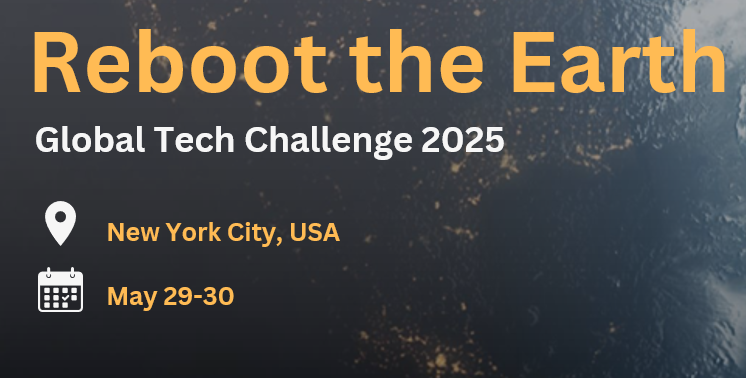 Reboot the Earth
Global Tech Challenge 2025
New York City, USA
May 29-30